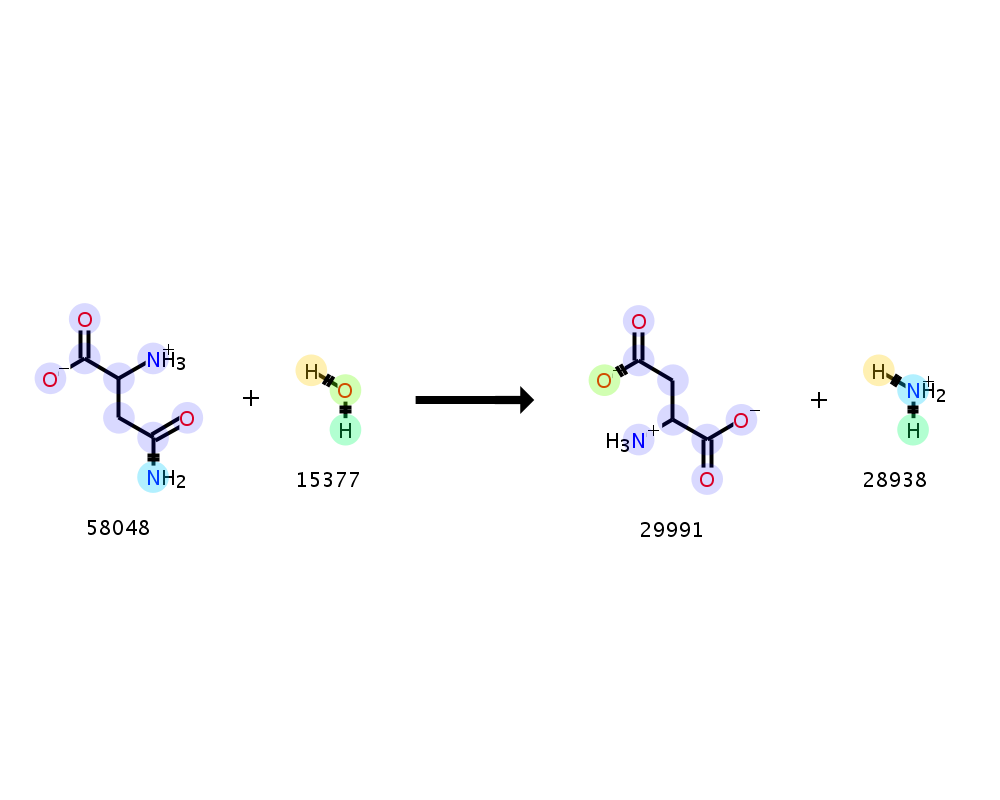 O
NH3+
O−
O
NH2
58048
+
H
O
H
15377
O
O−
O−
H3N+
O
29991
+
H
NH2+
H
28938